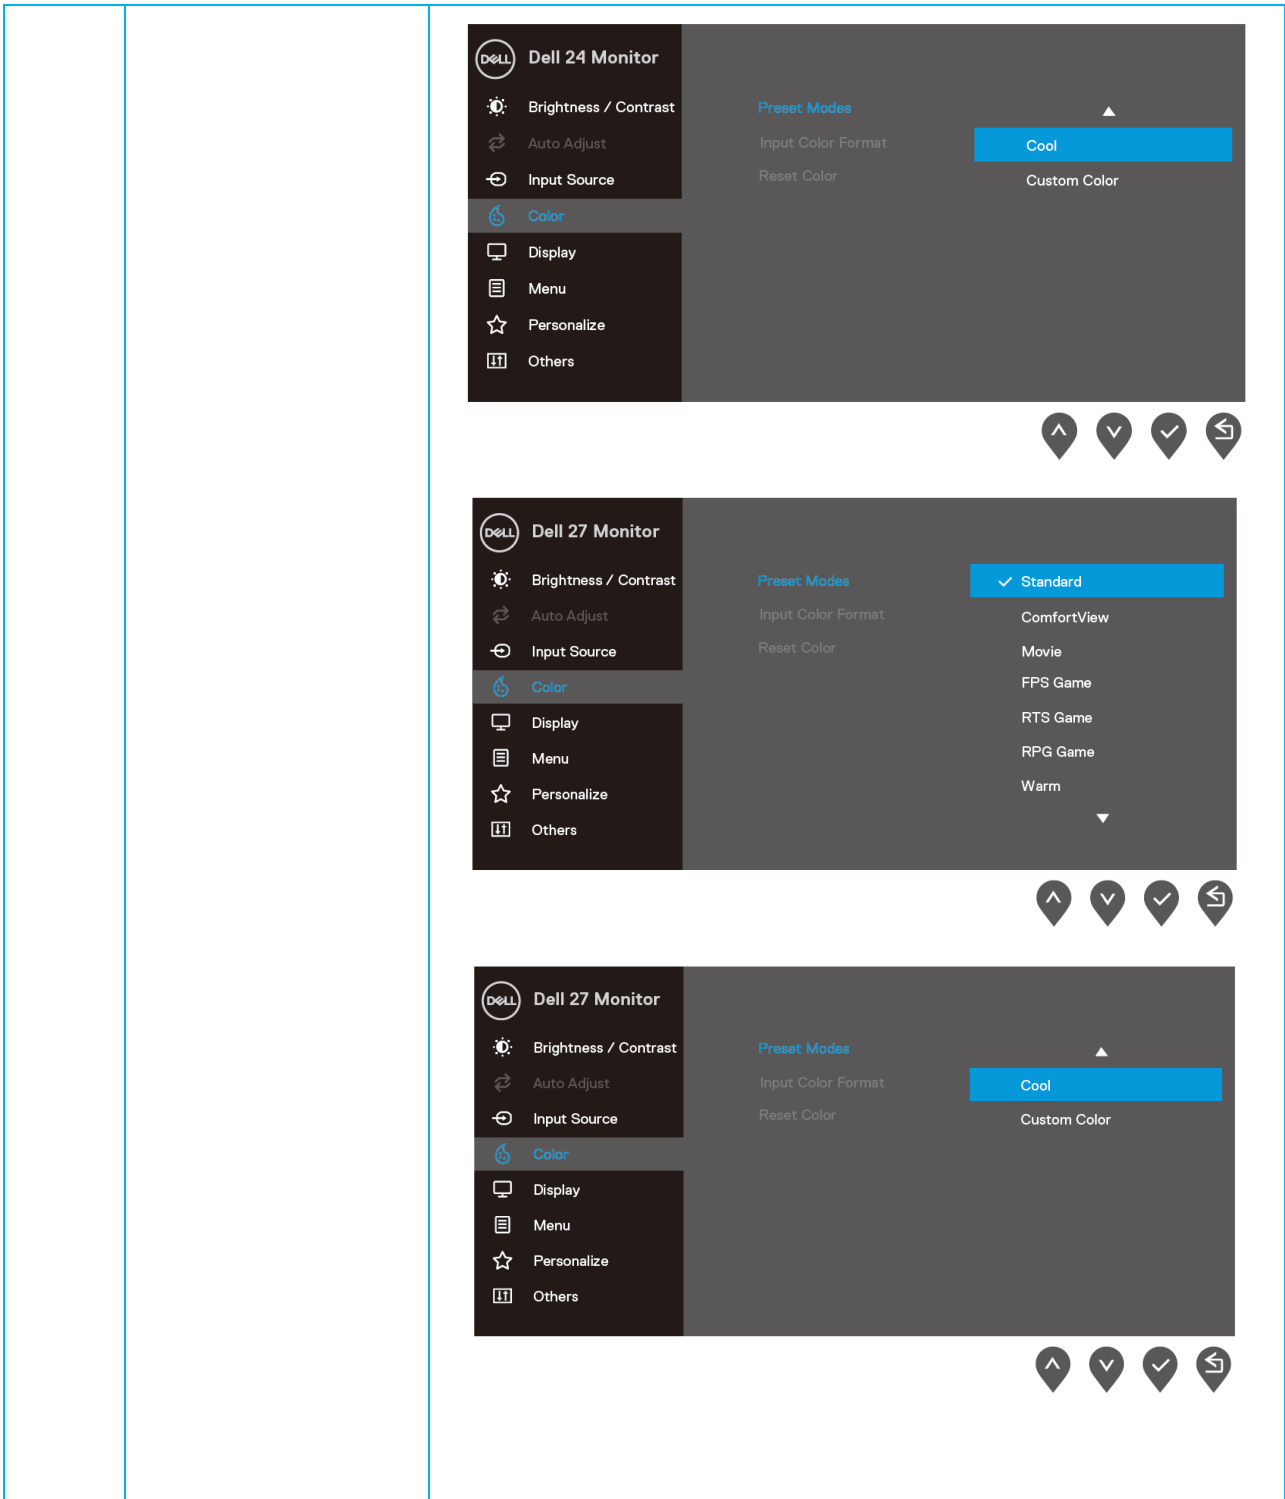 DELL Dell 24 Monitor
Brightness / Contrast
Auto Adjust
Input Source
Color
Display
Menu
Personalize
Others
Preset Modes
Input Color Format
Reset Color
Cool
Custom Color
DELL Dell 27 Monitor
Brightness / Contrast
Auto Adjust
Input Source
Color
Display
Menu
Personalize
Others
Preset Modes
Input Color Format
Reset Color
Standard
ComfortView
Movie
FPS Game
RTS Game
RPG Game
Warm
DELL Dell 27 Monitor
Brightness / Contrast
Auto Adjust
Input Source
Color
Display
Menu
Personalize
Others
Preset Modes
Input Color Format
Reset Color
Cool
Custom Color